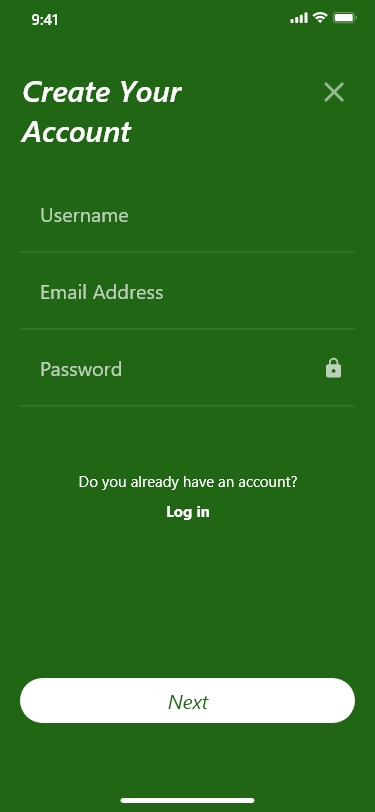 9:41
Create Your
Account
Username
Email Address
Password
Do you already have an account?
Log in
Next